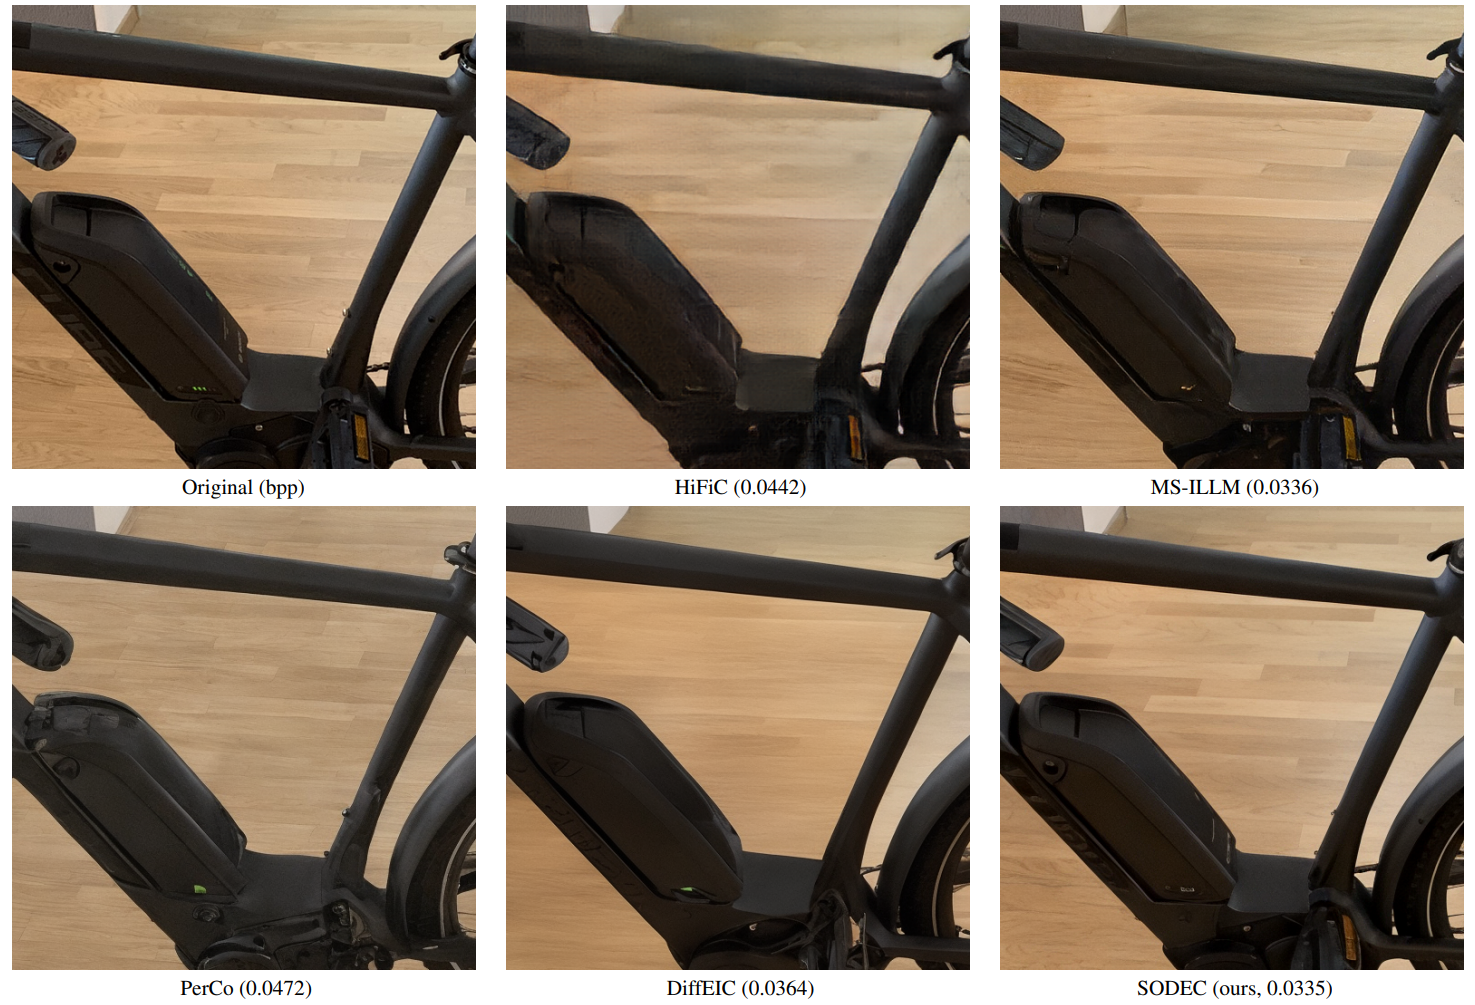 Original (bpp)
HiFiC (0.0442)
MS-ILLM (0.0336)
PerCo (0.0472)
DiffEIC (0.0364)
SODEC (ours, 0.0335)